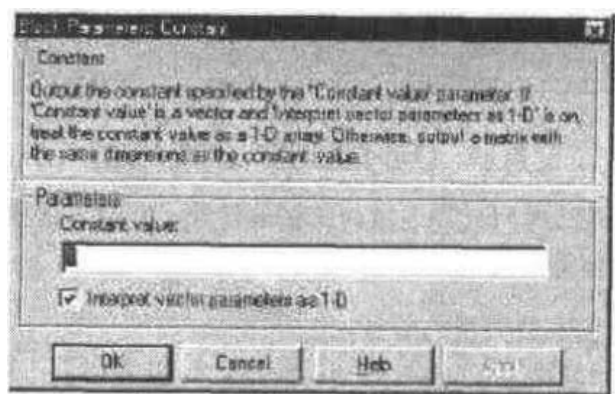 Block Parameters: Constant
Constant
Output the constant specified by the 'Constant value' parameter. If
'Constant value' is a vector and 'Interpret vector parameters as 1-D' is on,
treat the constant value as a 1-D array. Otherwise, output a matrix with
the same dimensions as the constant value.
Parameters
Constant value:
Interpret vector parameters as 1-D
OK
Cancel
Help
Apply